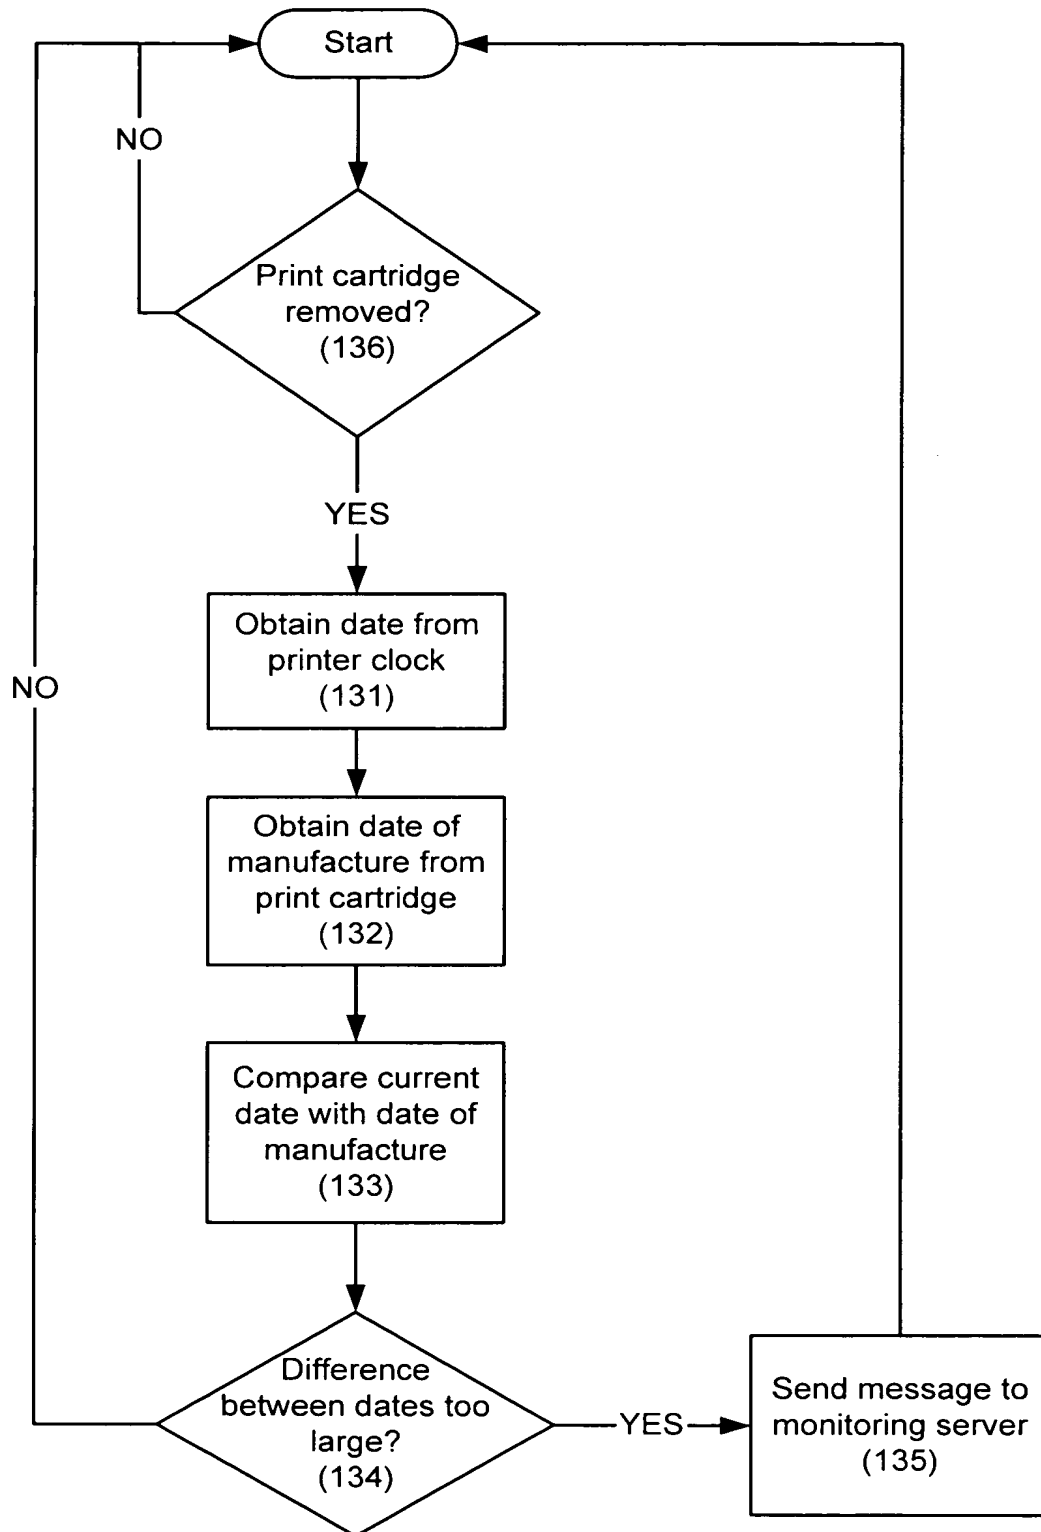 Start
NO
Print cartridge
removed?
(136)
YES
Obtain date from
printer clock
(131)
NO
Obtain date of
manufacture from
print cartridge
(132)
Compare current
date with date of
manufacture
(133)
Difference
between dates too
large?
(134)
YES
Send message to
monitoring server
(135)